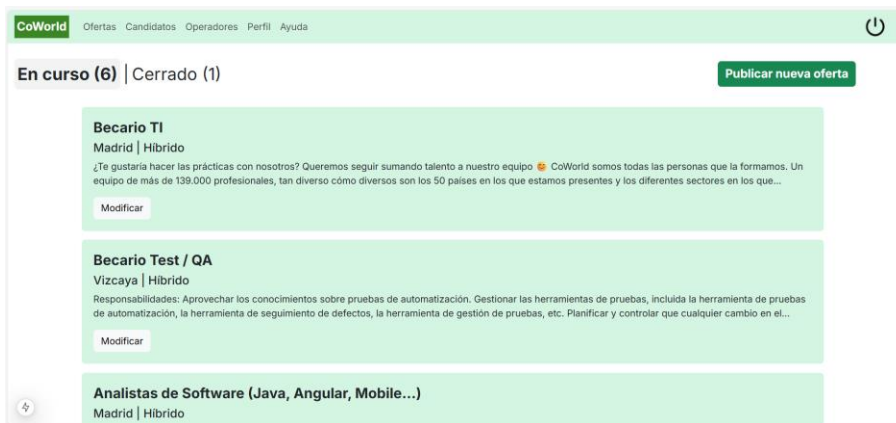 CoWorld Ofertas Candidatos Operadores Perfil Ayuda
En curso (6) | Cerrado (1)
Publicar nueva oferta
Becario TI
Madrid | Híbrido
¿Te gustaría hacer las prácticas con nosotros? Queremos seguir sumando talento a nuestro equipo 😊 CoWorld somos todas las personas que la formamos. Un
equipo de más de 139.000 profesionales, tan diverso cómo diversos son los 50 países en los que estamos presentes y los diferentes sectores en los que...
Modificar
Becario Test / QA
Vizcaya | Híbrido
Responsabilidades: Aprovechar los conocimientos sobre pruebas de automatización. Gestionar las herramientas de pruebas, incluida la herramienta de pruebas
de automatización, la herramienta de seguimiento de defectos, la herramienta de gestión de pruebas, etc. Planificar y controlar que cualquier cambio en el...
Modificar
Analistas de Software (Java, Angular, Mobile...)
Madrid | Híbrido